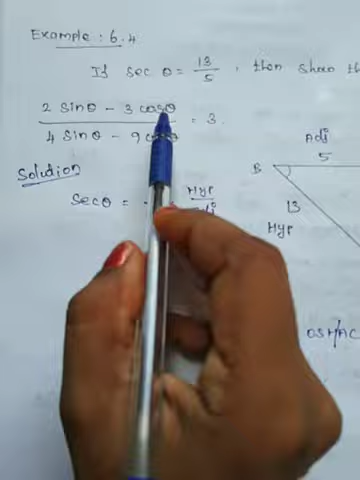 Example : 6.4
If sec θ = 13/5, then show th
2 sinθ - 3 cosθ
4 sinθ - 9 = 3.
Solution
Secθ = Hyp
Adj
5
B
13
Hyp